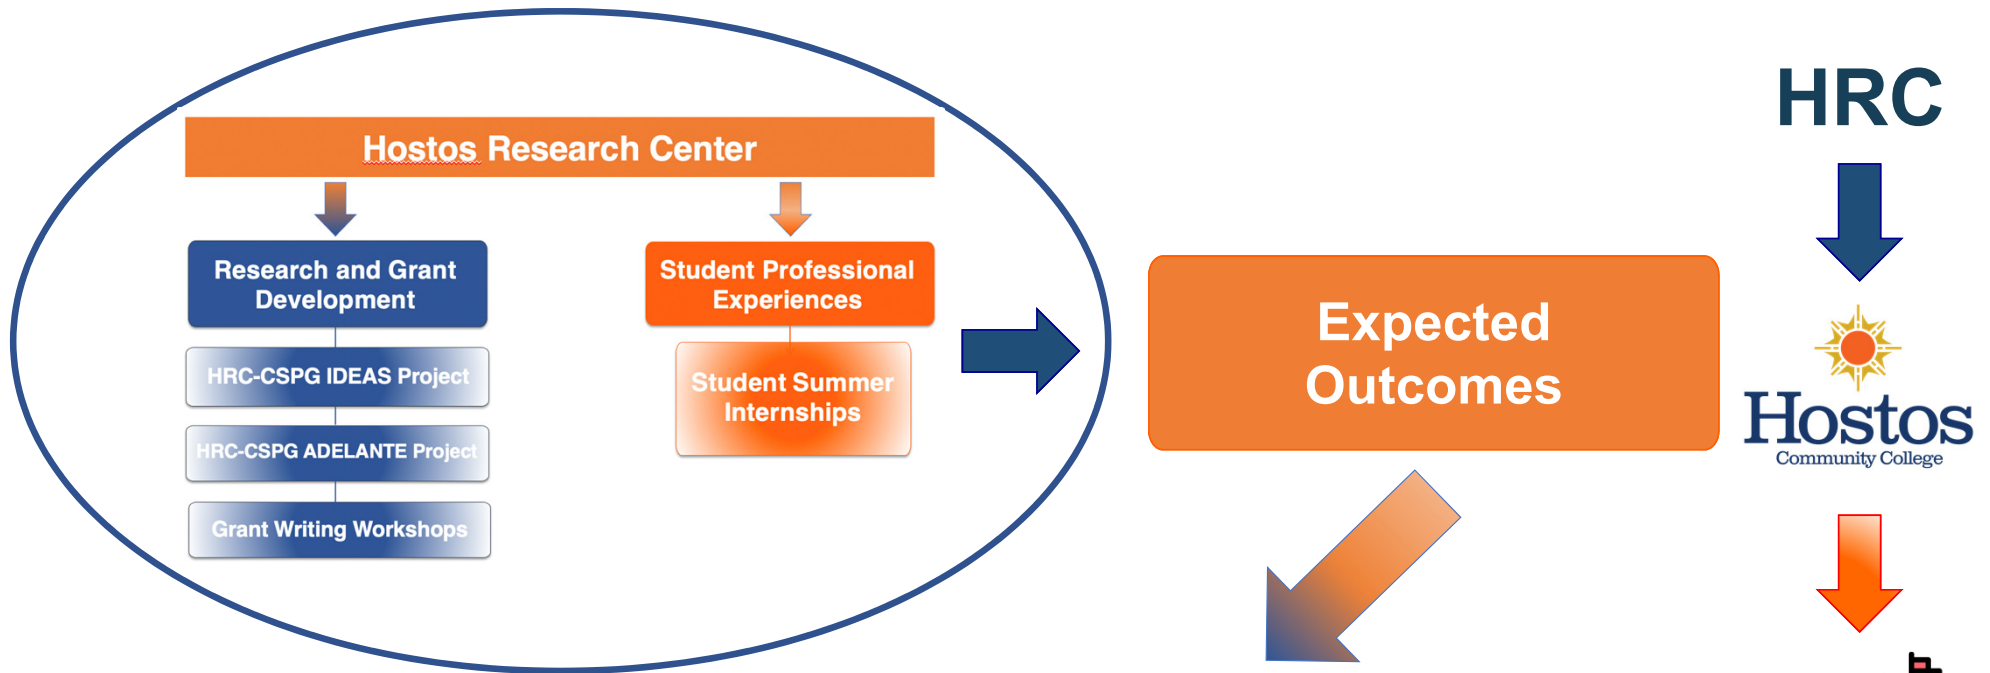 Hostos Research Center
Research and Grant
Development
HRC-CSPG IDEAS Project
HRC-CSPG ADELANTE Project
Grant Writing Workshops
Student Professional
Experiences
Student Summer
Internships
Expected
Outcomes
HRC
Hostos
Community College